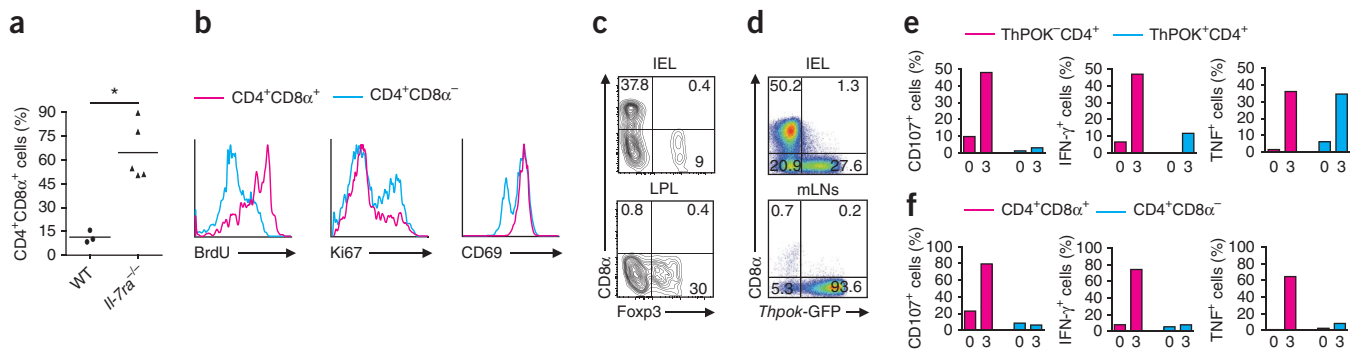 a
CD4+CD8α+ cells (%)
90
75
60
45
30
15
0
*
WT
Il-7ra−/−
b
CD4+CD8α+
CD4+CD8α−
BrdU
Ki67
CD69
c
IEL
37.8
0.4
9
LPL
0.8
0.4
30
CD8α
Foxp3
d
IEL
50.2
1.3
20.9
27.6
mLNs
0.7
0.2
5.3
93.6
CD8α
Thpok-GFP
e
ThPOK−CD4+
ThPOK+CD4+
CD107+ cells (%)
50
40
30
20
10
0
0 3 0 3
IFN-γ+ cells (%)
50
40
30
20
10
0
0 3 0 3
TNF+ cells (%)
50
40
30
20
10
0
0 3 0 3
f
CD4+CD8α+
CD4+CD8α−
CD107+ cells (%)
100
80
60
40
20
0
0 3 0 3
IFN-γ+ cells (%)
100
80
60
40
20
0
0 3 0 3
TNF+ cells (%)
100
80
60
40
20
0
0 3 0 3